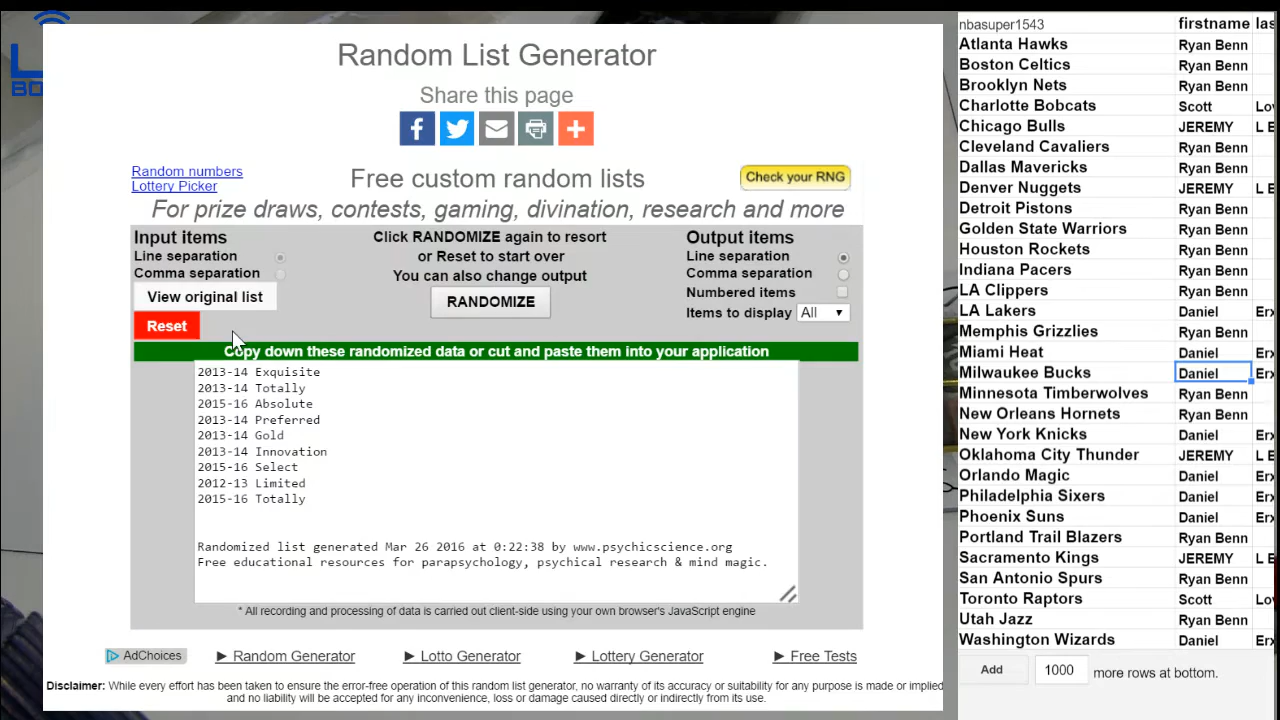 Random List Generator
Share this page
Random numbers
Lottery Picker
Free custom random lists
Check your RNG
For prize draws, contests, gaming, divination, research and more
Input items
Line separation
Comma separation
View original list
Reset
Click RANDOMIZE again to resort
or Reset to start over
You can also change output
RANDOMIZE
Output items
Line separation
Comma separation
Numbered items
Items to display All
Copy down these randomized data or cut and paste them into your application
2013-14 Exquisite
2013-14 Totally
2015-16 Absolute
2013-14 Preferred
2013-14 Gold
2013-14 Innovation
2015-16 Select
2012-13 Limited
2015-16 Totally
Randomized list generated Mar 26 2016 at 0:22:38 by www.psychicscience.org
Free educational resources for parapsychology, psychical research & mind magic.
* All recording and processing of data is carried out client-side using your own browser's JavaScript engine
AdChoices
► Random Generator
► Lotto Generator
► Lottery Generator
► Free Tests
Disclaimer: While every effort has been taken to ensure the error-free operation of this random list generator, no warranty of its accuracy or suitability for any purpose is made or implied
and no liability will be accepted for any inconvenience, loss or damage caused directly or indirectly from its use.
nbasuper1543 firstname las
Atlanta Hawks Ryan Benn
Boston Celtics Ryan Benn
Brooklyn Nets Ryan Benn
Charlotte Bobcats Scott Lov
Chicago Bulls JEREMY L E
Cleveland Cavaliers Ryan Benn
Dallas Mavericks Ryan Benn
Denver Nuggets JEREMY L E
Detroit Pistons Ryan Benn
Golden State Warriors Ryan Benn
Houston Rockets Ryan Benn
Indiana Pacers Ryan Benn
LA Clippers Ryan Benn
LA Lakers Daniel Erx
Memphis Grizzlies Ryan Benn
Miami Heat Daniel Erx
Milwaukee Bucks Daniel Erx
Minnesota Timberwolves Ryan Benn
New Orleans Hornets Ryan Benn
New York Knicks Daniel Erx
Oklahoma City Thunder JEREMY L E
Orlando Magic Daniel Erx
Philadelphia Sixers Daniel Erx
Phoenix Suns Daniel Erx
Portland Trail Blazers Ryan Benn
Sacramento Kings JEREMY L E
San Antonio Spurs Ryan Benn
Toronto Raptors Scott Lov
Utah Jazz Ryan Benn
Washington Wizards Daniel Erx
Add 1000 more rows at bottom.